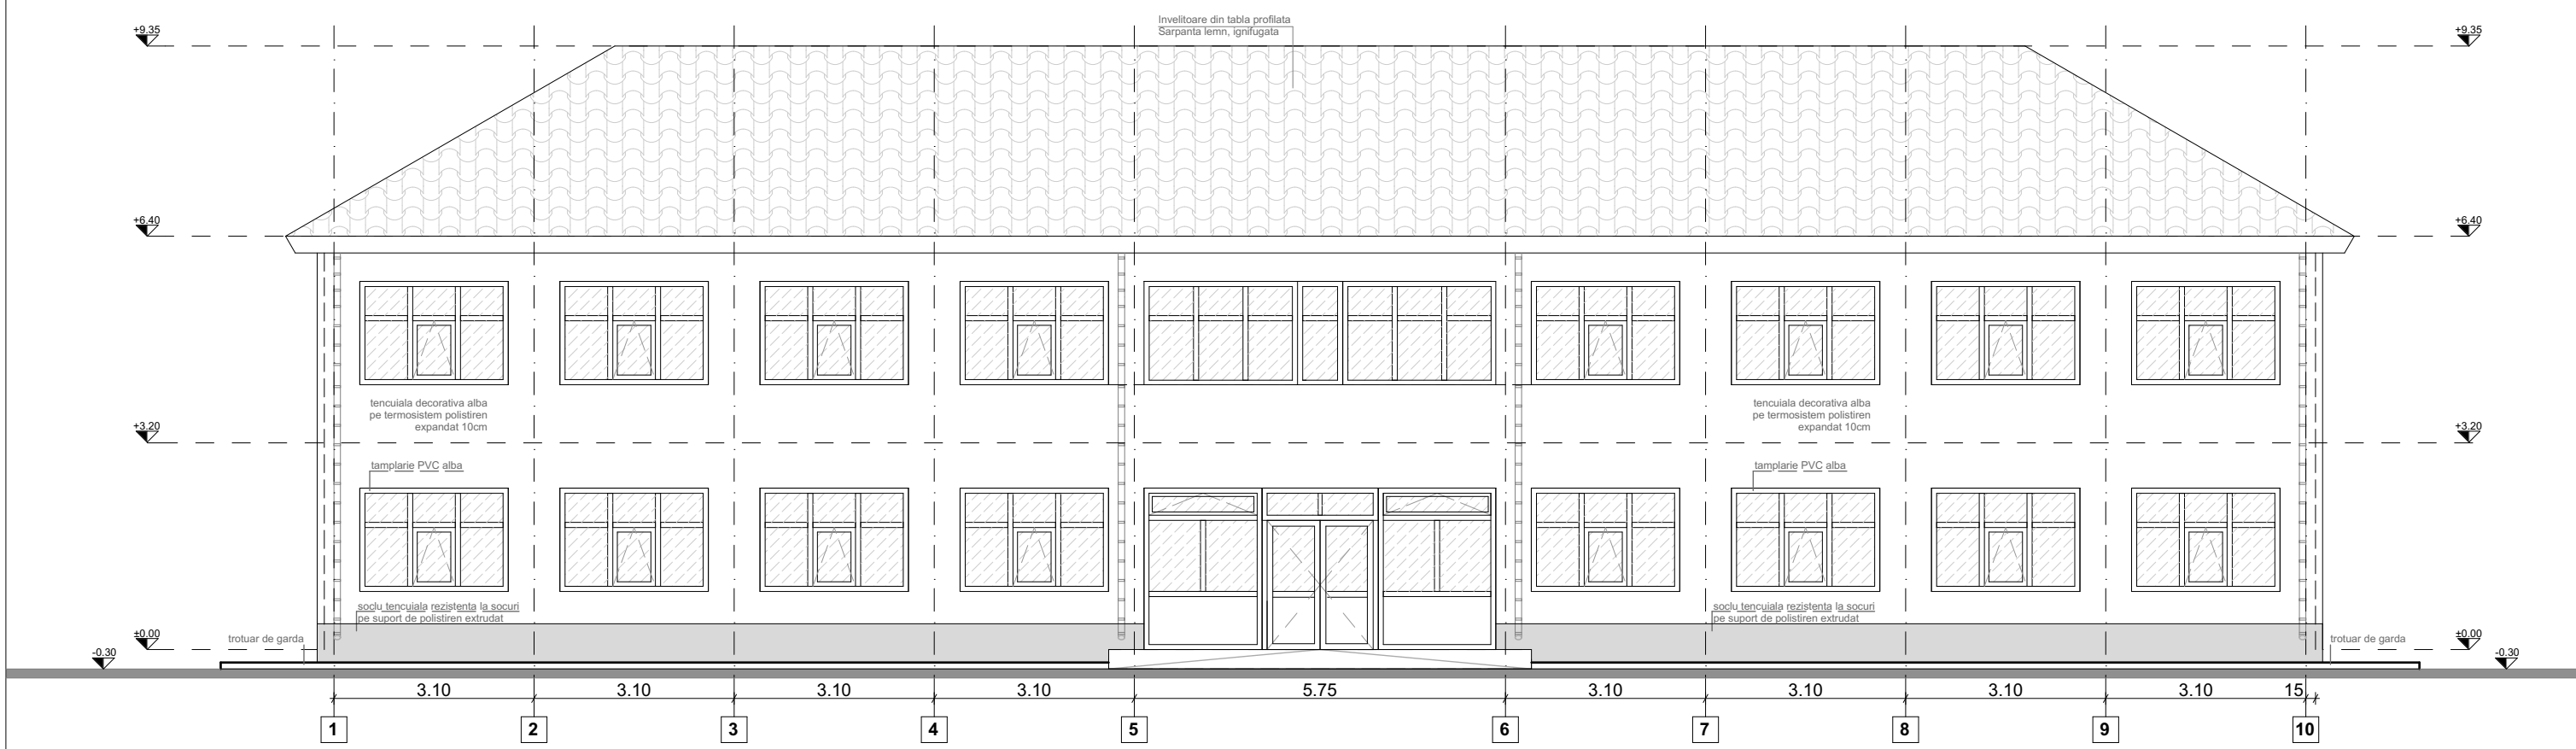 Invelitoare din tabla profilata
Sarpanta lemn, ignifugata
+9.35
+9.35
+6.40
+6.40
tencuiala decorativa alba
pe termosistem polistiren
expandat 10cm
tencuiala decorativa alba
pe termosistem polistiren
expandat 10cm
+3.20
+3.20
tamplarie PVC alba
tamplarie PVC alba
soclu tencuiala rezistenta la socuri
pe suport de polistiren extrudat
soclu tencuiala rezistenta la socuri
pe suport de polistiren extrudat
±0.00
trotuar de garda
trotuar de garda
±0.00
-0.30
-0.30
3.10 3.10 3.10 3.10 5.75 3.10 3.10 3.10 3.10 15
1 2 3 4 5 6 7 8 9 10